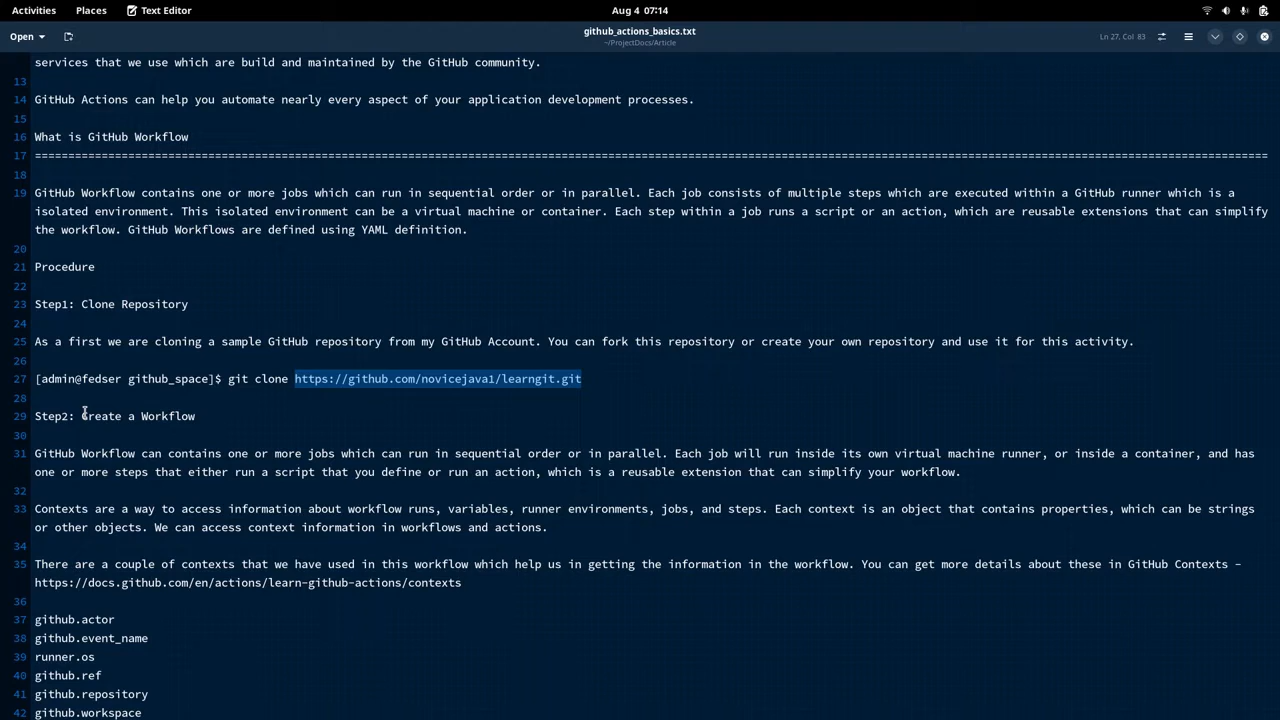 Activities Places Text Editor Aug 4 07:14
Open github_actions_basics.txt Ln 27, Col 83
~/ProjectDocs/Article
services that we use which are build and maintained by the GitHub community.
13
14 GitHub Actions can help you automate nearly every aspect of your application development processes.
15
16 What is GitHub Workflow
17 =========================================================================================================================================================================================
18
19 GitHub Workflow contains one or more jobs which can run in sequential order or in parallel. Each job consists of multiple steps which are executed within a GitHub runner which is a
isolated environment. This isolated environment can be a virtual machine or container. Each step within a job runs a script or an action, which are reusable extensions that can simplify
the workflow. GitHub Workflows are defined using YAML definition.
20
21 Procedure
22
23 Step1: Clone Repository
24
25 As a first we are cloning a sample GitHub repository from my GitHub Account. You can fork this repository or create your own repository and use it for this activity.
26
27 [admin@fedser github_space]$ git clone https://github.com/novicejava1/learngit.git
28
29 Step2: Create a Workflow
30
31 GitHub Workflow can contains one or more jobs which can run in sequential order or in parallel. Each job will run inside its own virtual machine runner, or inside a container, and has
one or more steps that either run a script that you define or run an action, which is a reusable extension that can simplify your workflow.
32
33 Contexts are a way to access information about workflow runs, variables, runner environments, jobs, and steps. Each context is an object that contains properties, which can be strings
or other objects. We can access context information in workflows and actions.
34
35 There are a couple of contexts that we have used in this workflow which help us in getting the information in the workflow. You can get more details about these in GitHub Contexts -
https://docs.github.com/en/actions/learn-github-actions/contexts
36
37 github.actor
38 github.event_name
39 runner.os
40 github.ref
41 github.repository
42 github.workspace